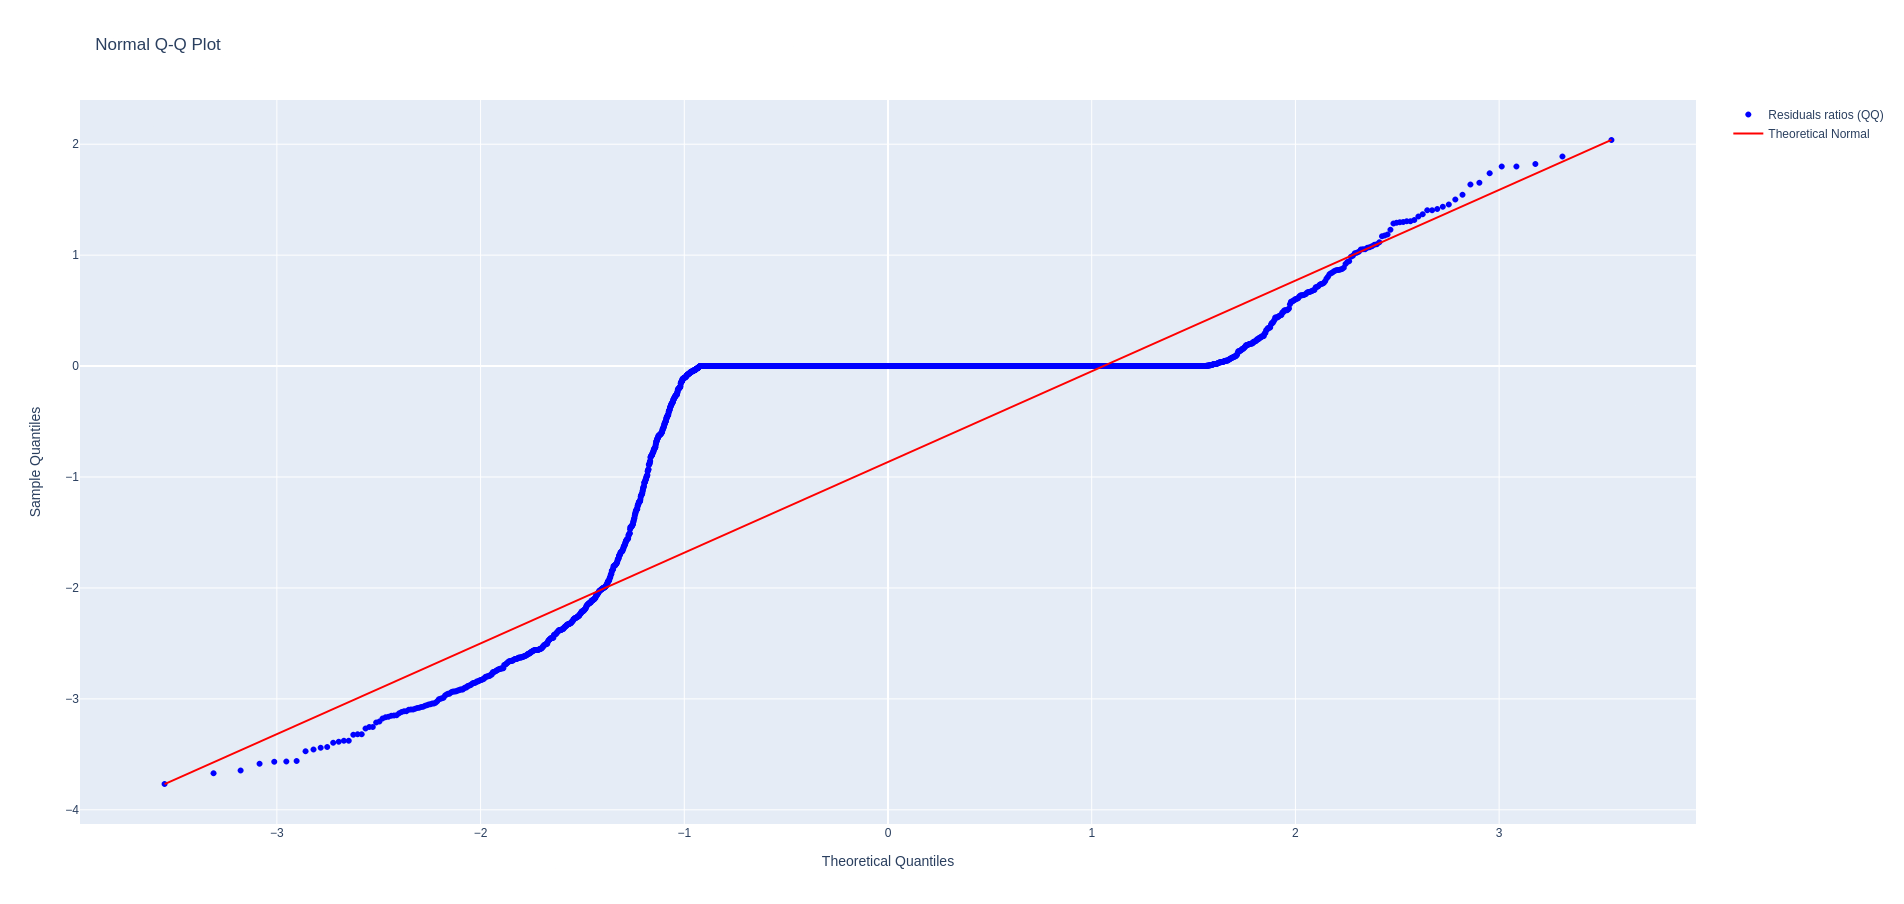 Normal Q-Q Plot
Residuals ratios (QQ)
Theoretical Normal
2
1
0
−1
−2
−3
−4
Sample Quantiles
−3
−2
−1
0
1
2
3
Theoretical Quantiles